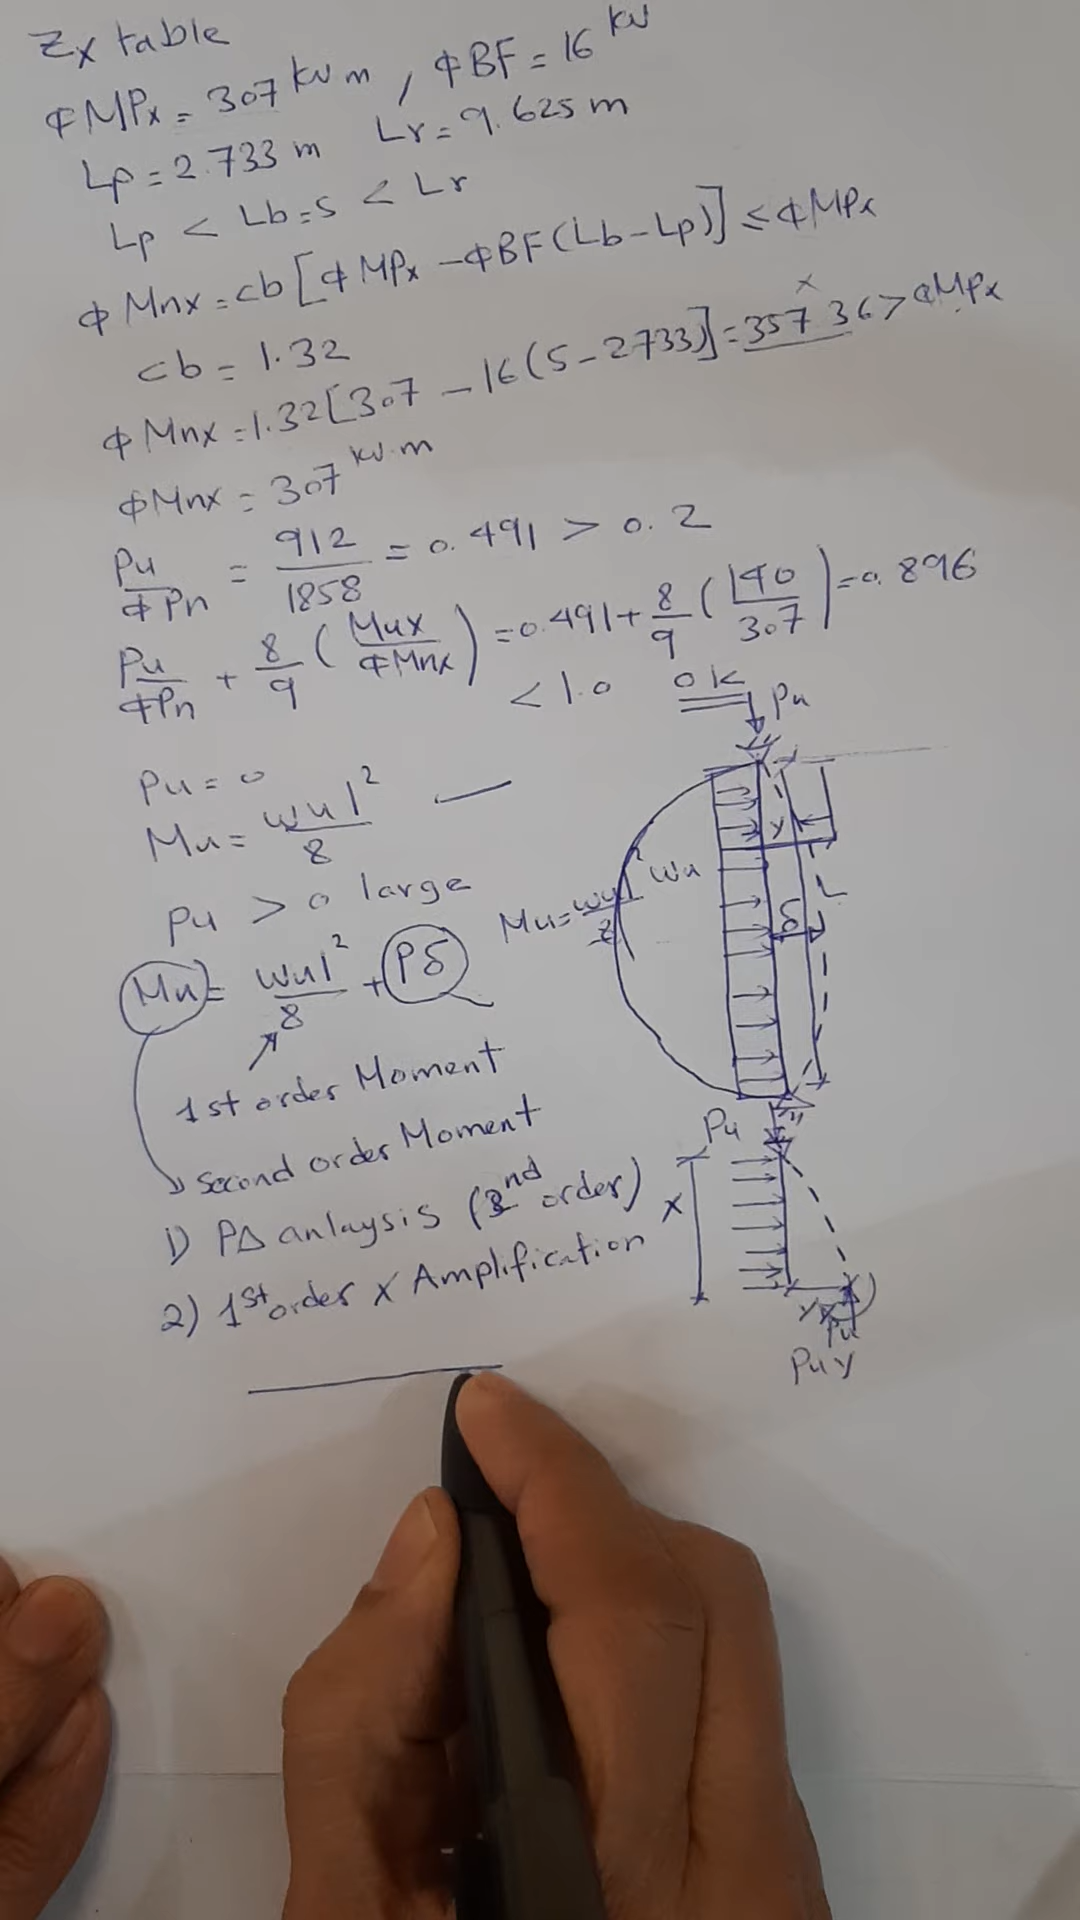 Zx table
ϕMPx = 307 kN m , ϕBF = 16 kN
Lp = 2.733 m Lr = 9.625 m
Lp < Lb=5 < Lr
ϕMnx = cb[ϕMPx - ϕBF(Lb-Lp)] ≤ ϕMPx
cb = 1.32
x
ϕMnx = 1.32[307 - 16(5-2733)] = 357 36 > ϕMPx
ϕMnx = 307 kN.m
Pu/ϕPn = 912/1858 = 0.491 > 0.2
Pu/ϕPn + 8/9 (Mux/ϕMnx) = 0.491 + 8/9 (140/307) = 0.896
< 1.0 OK
Pu
Pu = 0
Mu = wul²/8
Pu > 0 large
Mu = wul²/8 + Pδ
1st order Moment
Second order Moment
1) PΔ anlaysis (2nd order)
2) 1st order x Amplification
y
wu
Mu = wul²/8
δ
L
Pu
x
y
Pu
Pu y